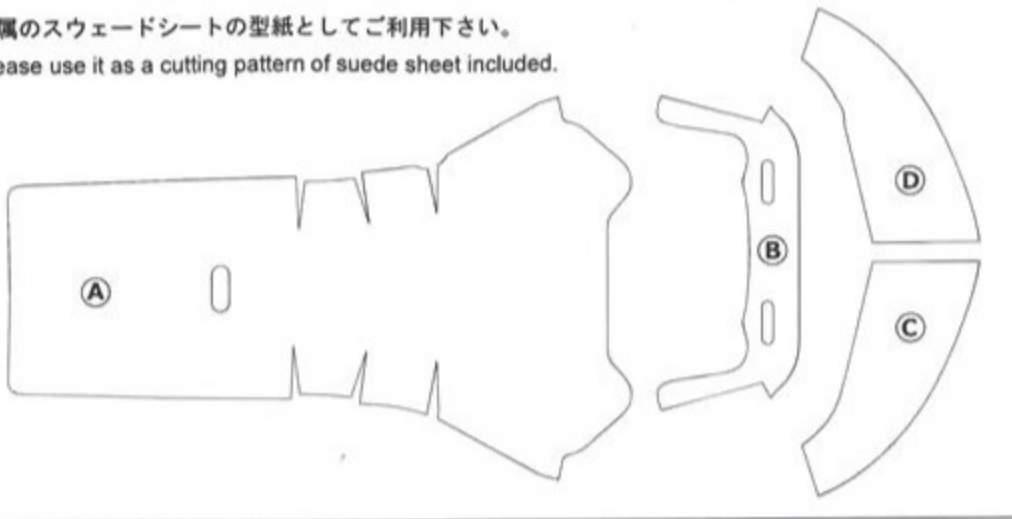 属のスウェードシートの型紙としてご利用下さい。
ease use it as a cutting pattern of suede sheet included.
A
B
C
D